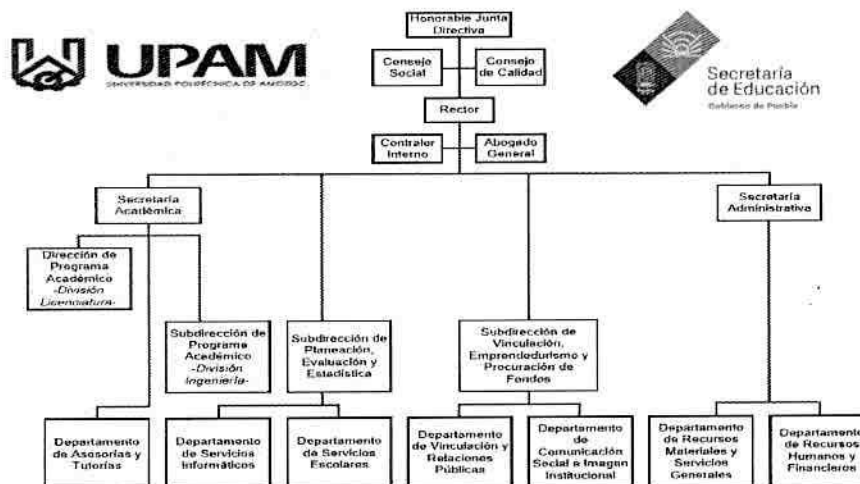 Honorable Junta
Directiva
UPAM
UNIVERSIDAD POLITÉCNICA DE AMOZOC
Secretaría
de Educación
Gobierno de Puebla
Consejo
Social
Consejo
de Calidad
Rector
Contralor
Interno
Abogado
General
Secretaría
Académica
Secretaría
Administrativa
Dirección de
Programa
Académico
-División
Licenciatura-
Subdirección de
Programa
Académico
-División
Ingeniería-
Subdirección de
Planeación,
Evaluación y
Estadística
Subdirección de
Vinculación,
Emprendedurismo y
Procuración de
Fondos
Departamento
de Asesorías y
Tutorías
Departamento
de Servicios
Informáticos
Departamento
de Servicios
Escolares
Departamento
de Vinculación y
Relaciones
Públicas
Departamento
de
Comunicación
Social e Imagen
Institucional
Departamento
de Recursos
Materiales y
Servicios
Generales
Departamento
de Recursos
Humanos y
Financieros